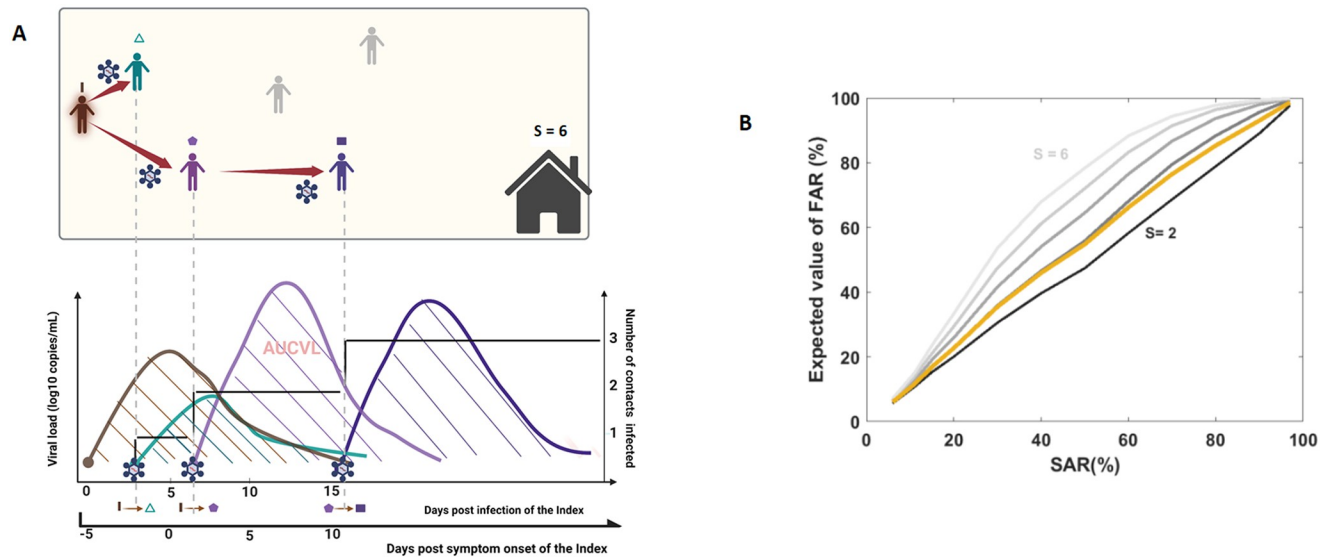 A
I
S = 6
Viral load (log10 copies/mL)
AUCVL
Number of contacts infected
3
2
1
0 5 10 15
I
I
Days post infection of the Index
-5 0 5 10
Days post symptom onset of the Index
B
Expected value of FAR (%)
100
80
60
40
20
0
S = 6
S= 2
0 20 40 60 80 100
SAR(%)